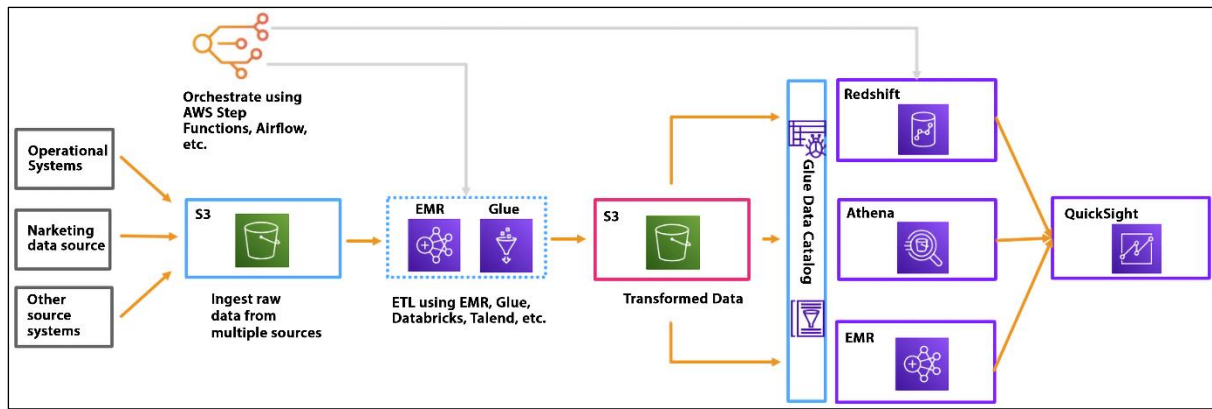 Orchestrate using
AWS Step
Functions, Airflow,
etc.
Operational
Systems
Narketing
data source
Other
source
systems
S3
Ingest raw
data from
multiple sources
EMR
Glue
ETL using EMR, Glue,
Databricks, Talend, etc.
S3
Transformed Data
Glue Data Catalog
Redshift
Athena
EMR
QuickSight